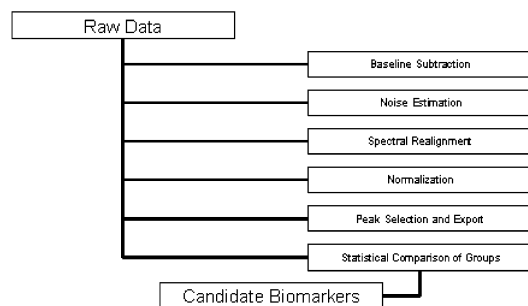 Raw Data
Baseline Subtraction
Noise Estimation
Spectral Realignment
Normalization
Peak Selection and Export
Statistical Comparison of Groups
Candidate Biomarkers